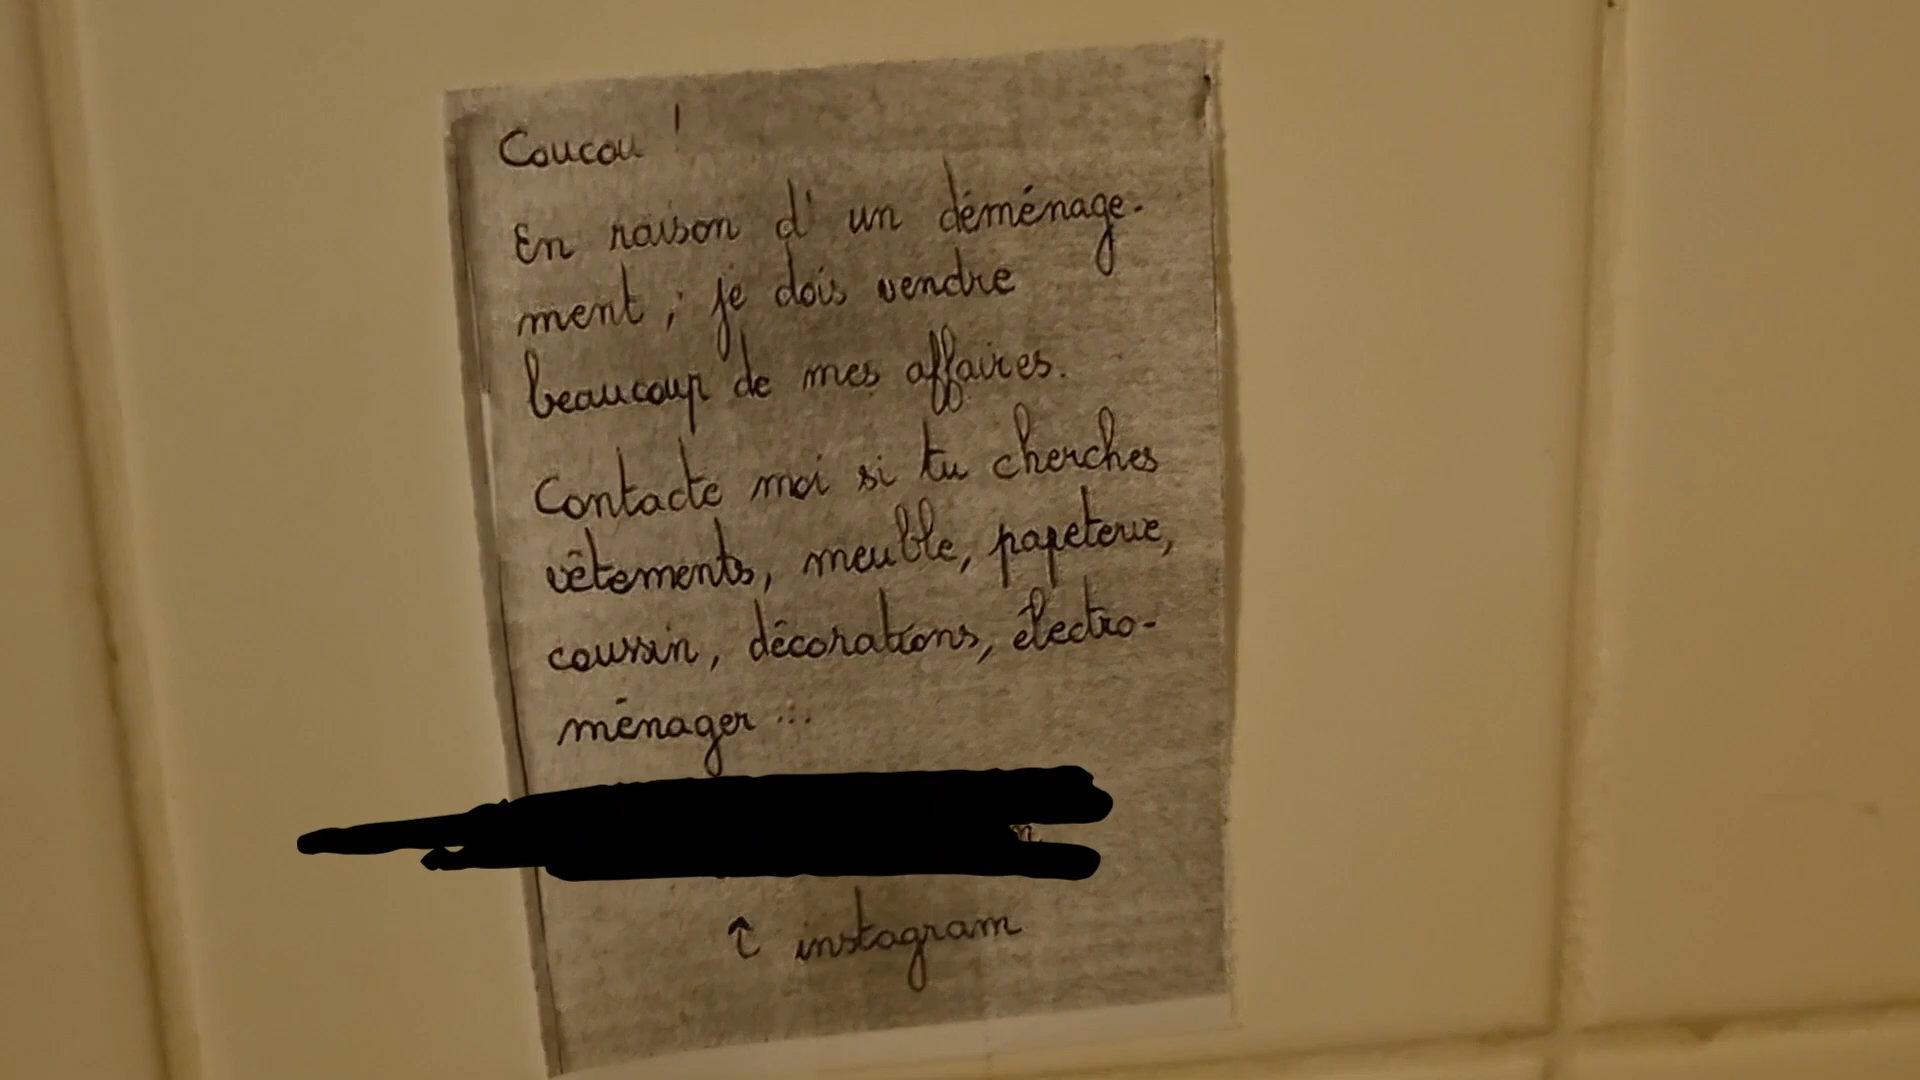 Coucou !
En raison d'un déménage-
ment ; je dois vendre
beaucoup de mes affaires.
Contacte moi si tu cherches
vêtements, meuble, papeterie,
coussin, décorations, électro-
ménager ...
↑ instagram